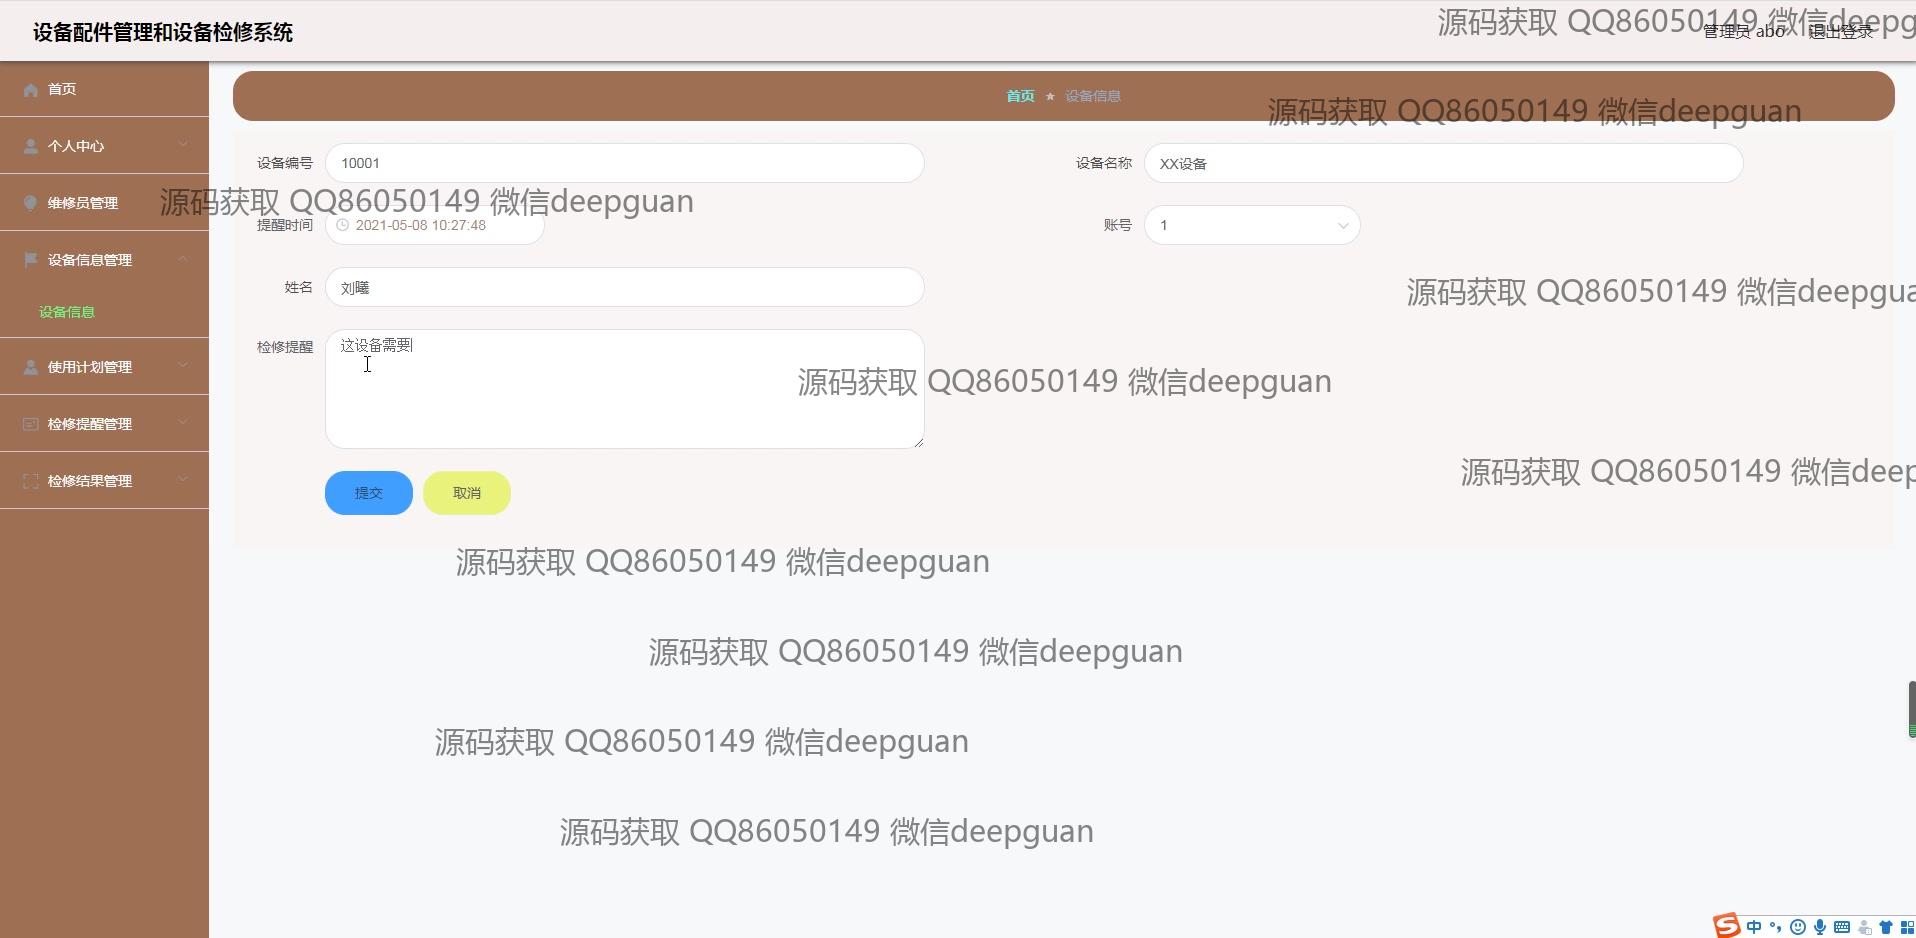 设备配件管理和设备检修系统
源码获取 QQ86050149 微信deepg
管理员 abo 退出登录
首页
个人中心
维修员管理
设备信息管理
设备信息
使用计划管理
检修提醒管理
检修结果管理
首页 ★ 设备信息
源码获取 QQ86050149 微信deepguan
设备编号 10001 设备名称 XX设备
源码获取 QQ86050149 微信deepguan
提醒时间 2021-05-08 10:27:48 账号 1
姓名 刘曦
源码获取 QQ86050149 微信deepgua
检修提醒 这设备需要
源码获取 QQ86050149 微信deepguan
源码获取 QQ86050149 微信deep
提交 取消
源码获取 QQ86050149 微信deepguan
源码获取 QQ86050149 微信deepguan
源码获取 QQ86050149 微信deepguan
源码获取 QQ86050149 微信deepguan
S 中